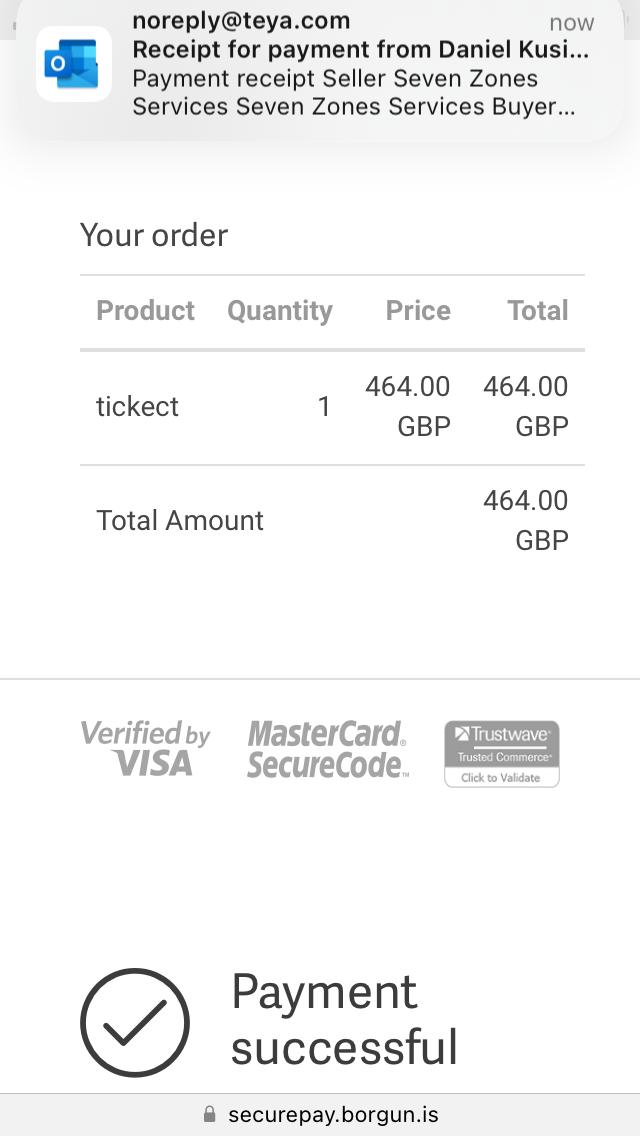 noreply@teya.com now
Receipt for payment from Daniel Kusi...
Payment receipt Seller Seven Zones
Services Seven Zones Services Buyer...
Your order
Product Quantity Price Total
tickect 1 464.00 GBP 464.00 GBP
Total Amount 464.00 GBP
Verified by VISA
MasterCard® SecureCode™
Trustwave®
Trusted Commerce®
Click to Validate
Payment
successful
securepay.borgun.is